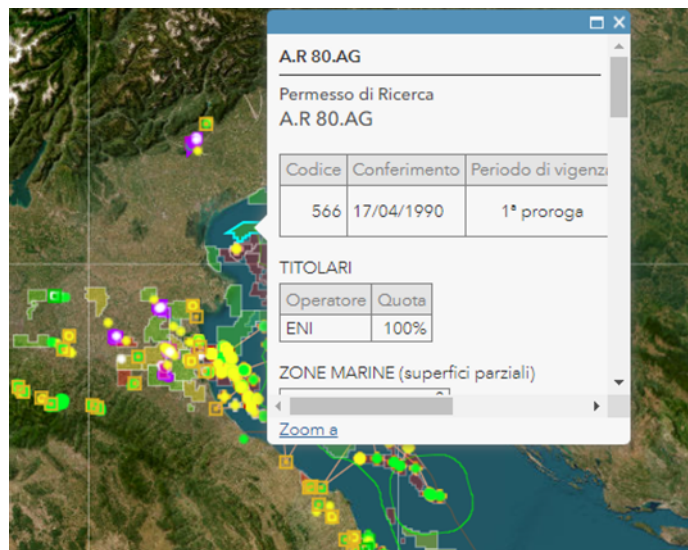 A.R 80.AG
Permesso di Ricerca
A.R 80.AG
Codice Conferimento Periodo di
566 17/04/1990 1ª proroga
TITOLARI
Operatore Quota
ENI 100%
ZONE MARINE (superfici parziali)
Zoom a